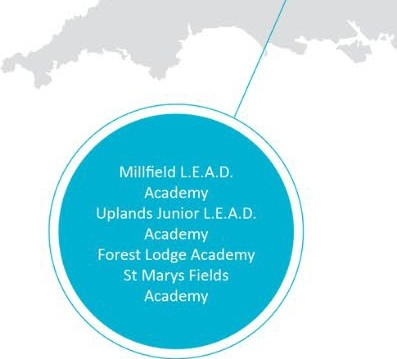 Millfield L.E.A.D.
Academy
Uplands Junior L.E.A.D.
Academy
Forest Lodge Academy
St Marys Fields
Academy